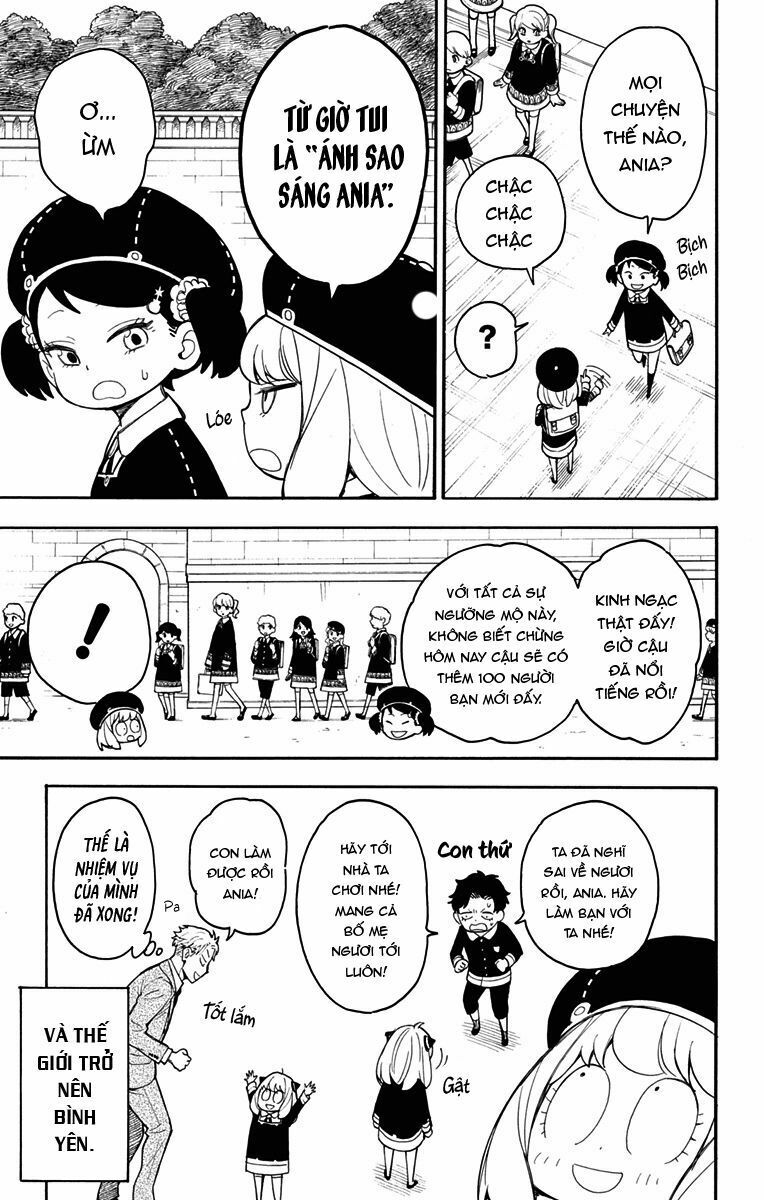 MỌI
CHUYỆN
THẾ NÀO,
ANIA?
Bịch
Bịch
CHẬC
CHẬC
CHẬC
?
TỪ GIỜ TUI
LÀ “ÁNH SAO
SÁNG ANIA”.
Ơ...
ỪM
Lóe
KINH NGẠC
THẬT ĐẤY!
GIỜ CẬU
ĐÃ NỔI
TIẾNG RỒI!
VỚI TẤT CẢ SỰ
NGƯỠNG MỘ NÀY,
KHÔNG BIẾT CHỪNG
HÔM NAY CẬU SẼ CÓ
THÊM 100 NGƯỜI
BẠN MỚI ĐẤY.
!
TA ĐÃ NGHĨ
SAI VỀ NGƯƠI
RỒI, ANIA. HÃY
LÀM BẠN VỚI
TA NHÉ!
Con thứ
HÃY TỚI
NHÀ TA
CHƠI NHÉ!
MANG CẢ
BỐ MẸ
NGƯƠI TỚI
LUÔN!
Gật
CON LÀM
ĐƯỢC RỒI
ANIA!
Pa
Tốt lắm
THẾ LÀ
NHIỆM VỤ
CỦA MÌNH
ĐÃ XONG!
VÀ THẾ
GIỚI TRỞ
NÊN
BÌNH
YÊN.